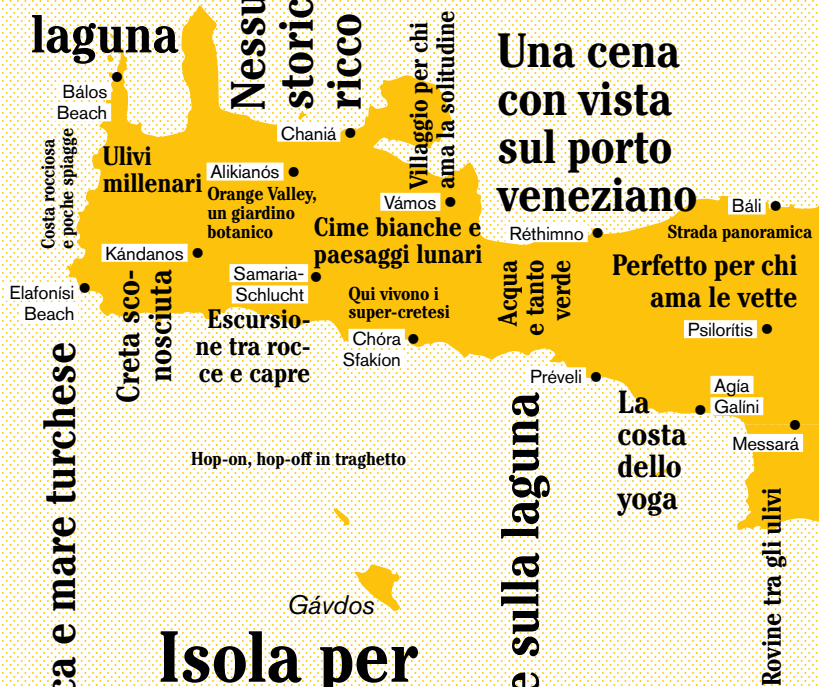 laguna
Nessu
storic
ricco
Villaggio per chi
ama la solitudine
Una cena
con vista
sul porto
veneziano
Bálos
Beach
Chaniá
Costa rocciosa
e poche spiagge
Ulivi
millenari
Alikianós
Orange Valley,
un giardino
botanico
Vámos
Cime bianche e
paesaggi lunari
Réthimno
Báli
Strada panoramica
Kándanos
Samaria-
Schlucht
Acqua
e tanto
verde
Perfetto per chi
ama le vette
Elafonísi
Beach
Creta sco-
nosciuta
Qui vivono i
super-cretesi
Escursio-
ne tra roc-
ce e capre
Chóra
Sfakíon
Psilorítis
Préveli
Agía
Galíni
La
costa
dello
yoga
Messará
ca e mare turchese
Hop-on, hop-off in traghetto
e sulla laguna
Rovine tra gli ulivi
Gávdos
Isola per